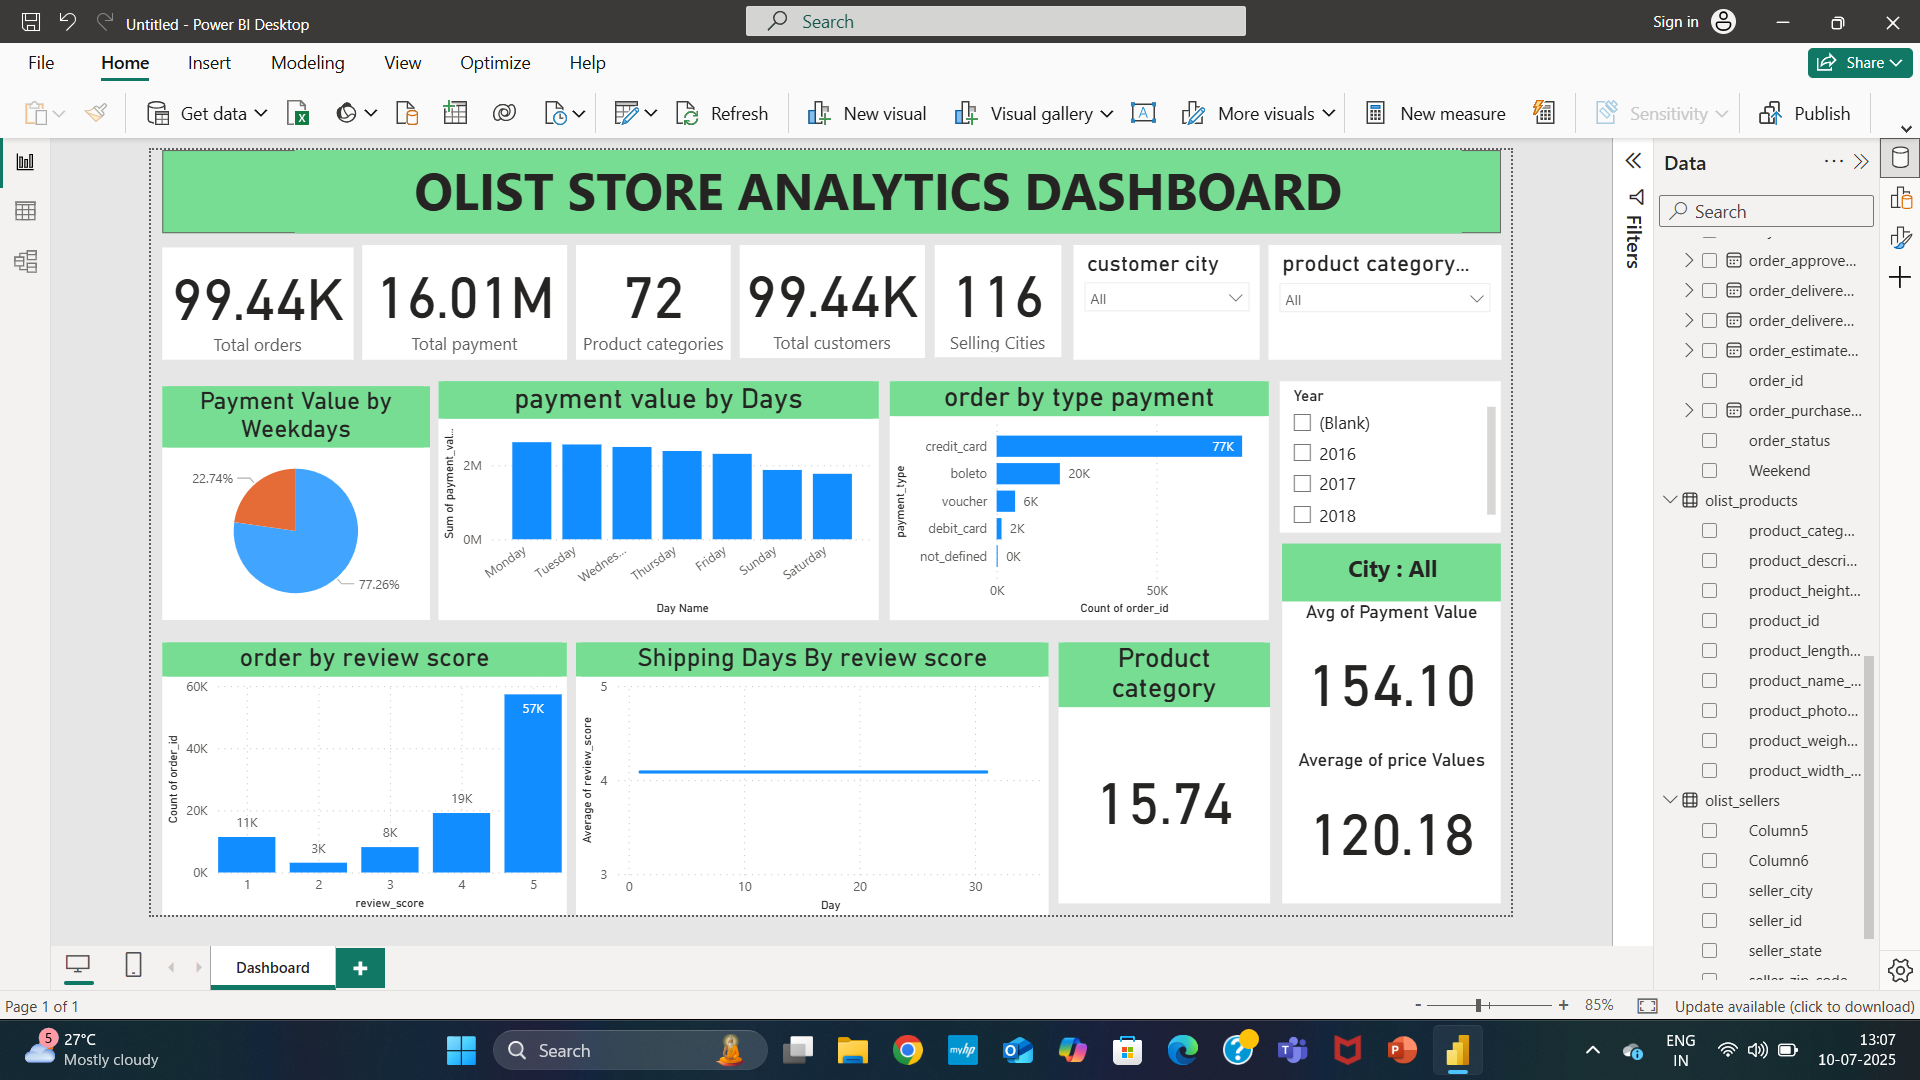 Untitled - Power BI Desktop
Search
Sign in
File
Home
Insert
Modeling
View
Optimize
Help
Share
Get data
Refresh
New visual
Visual gallery
More visuals
New measure
Sensitivity
Publish
OLIST STORE ANALYTICS DASHBOARD
99.44K
Total orders
16.01M
Total payment
72
Product categories
99.44K
Total customers
116
Selling Cities
customer city
All
product category...
All
Payment Value by
Weekdays
22.74%
77.26%
payment value by Days
Sum of payment_val...
2M
0M
Monday
Tuesday
Wednes...
Thursday
Friday
Sunday
Saturday
Day Name
order by type payment
payment_type
credit_card
77K
boleto
20K
voucher
6K
debit_card
2K
not_defined
0K
0K
50K
Count of order_id
Year
(Blank)
2016
2017
2018
City : All
Avg of Payment Value
154.10
Average of price Values
120.18
order by review score
Count of order_id
60K
40K
20K
0K
11K
3K
8K
19K
57K
1
2
3
4
5
review_score
Shipping Days By review score
Average of review_score
5
4
3
0
10
20
30
Day
Product
category
15.74
Filters
Data
Search
order_approve...
order_delivere...
order_delivere...
order_estimate...
order_id
order_purchase...
order_status
Weekend
olist_products
product_categ...
product_descri...
product_height...
product_id
product_length...
product_name_...
product_photo...
product_weigh...
product_width_...
olist_sellers
Column5
Column6
seller_city
seller_id
seller_state
Dashboard
Page 1 of 1
85%
Update available (click to download)
5
27°C
Mostly cloudy
Search
myhp
ENG
IN
13:07
10-07-2025